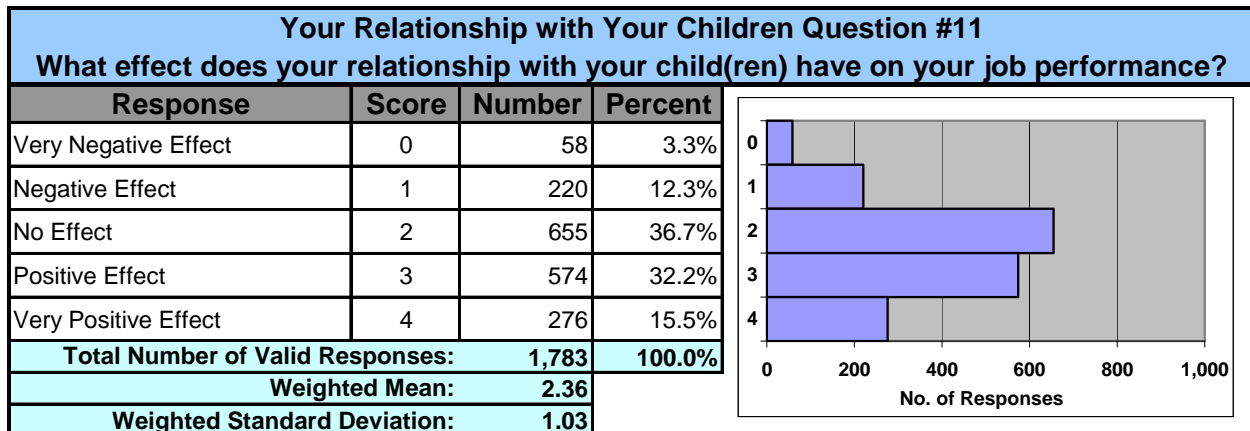 Your Relationship with Your Children Question #11
What effect does your relationship with your child(ren) have on your job performance?
Response Score Number Percent
Very Negative Effect 0 58 3.3%
Negative Effect 1 220 12.3%
No Effect 2 655 36.7%
Positive Effect 3 574 32.2%
Very Positive Effect 4 276 15.5%
Total Number of Valid Responses: 1,783 100.0%
Weighted Mean: 2.36
Weighted Standard Deviation: 1.03
0
1
2
3
4
0 200 400 600 800 1,000
No. of Responses